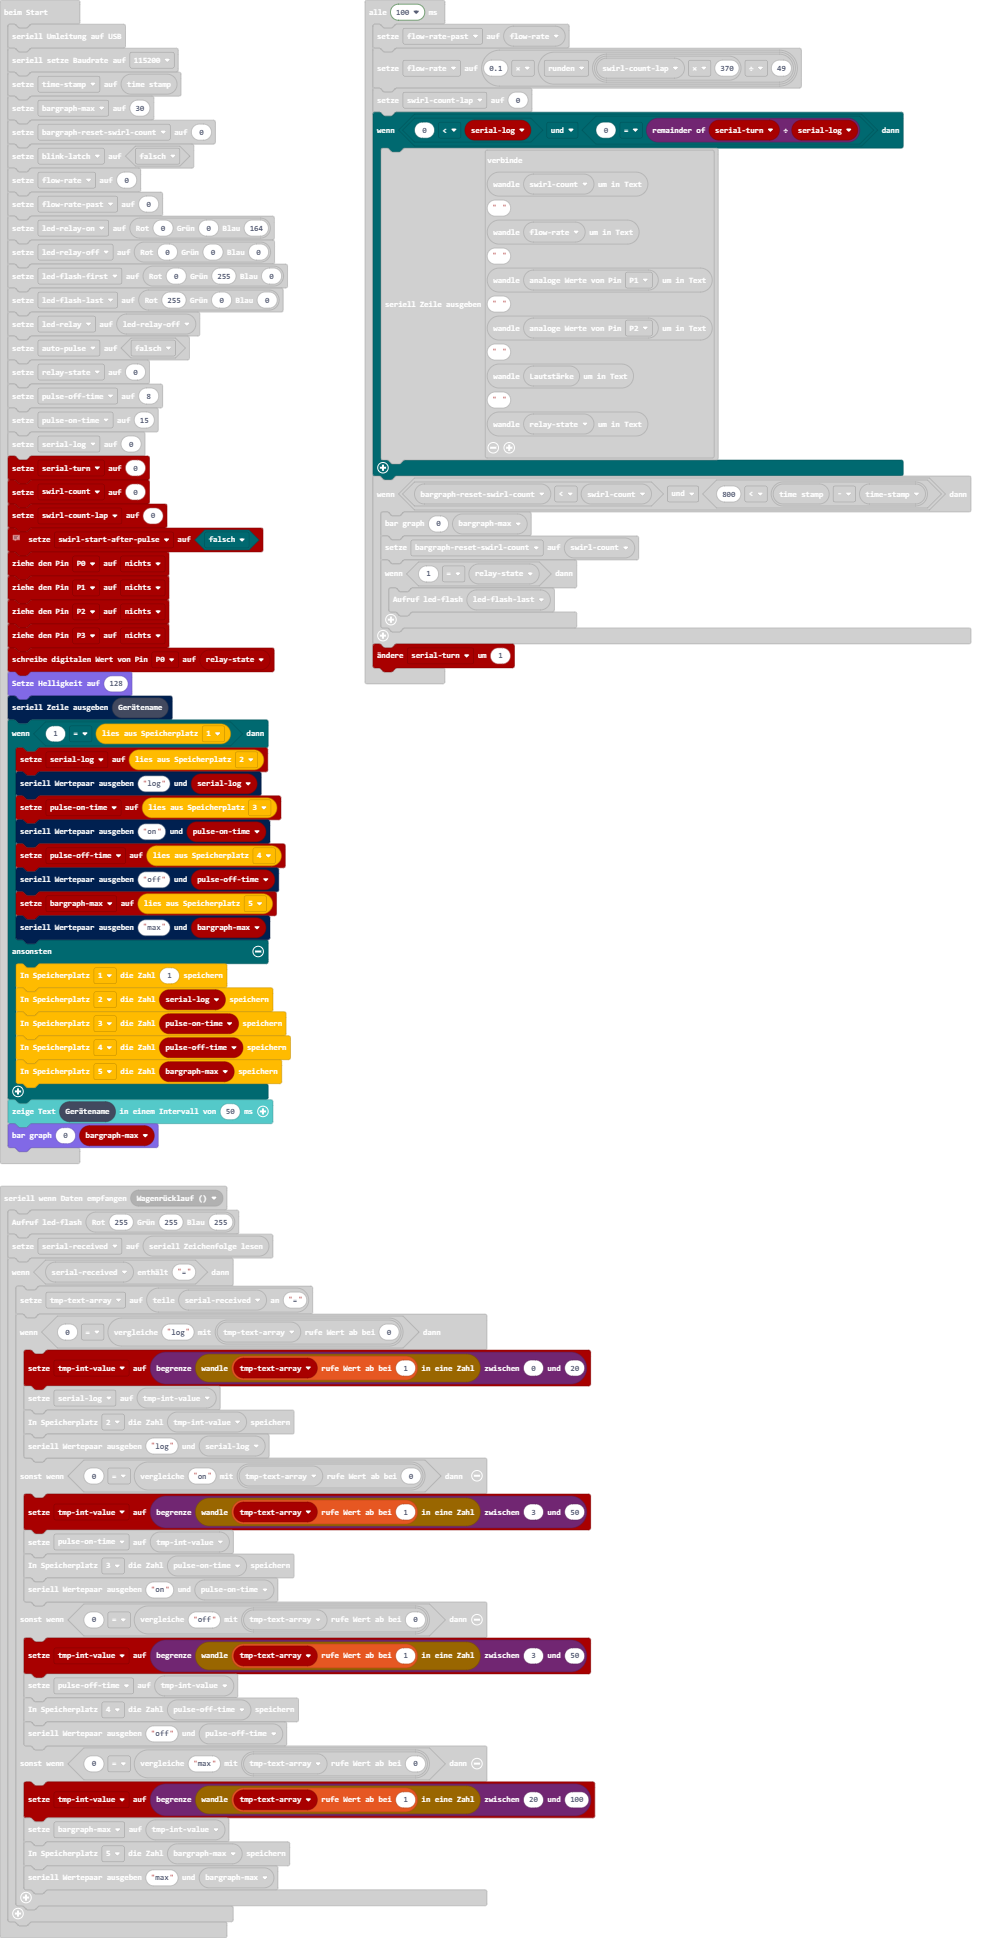 beim Start
seriell Umleitung auf USB
seriell setze Baudrate auf 115200
setze time-stamp auf time stamp
setze bargraph-max auf 30
setze bargraph-reset-swirl-count auf 0
setze blink-latch auf falsch
setze flow-rate auf 0
setze flow-rate-past auf 0
setze led-relay-on auf Rot 0 Grün 0 Blau 164
setze led-relay-off auf Rot 0 Grün 0 Blau 0
setze led-flash-first auf Rot 0 Grün 255 Blau 0
setze led-flash-last auf Rot 255 Grün 0 Blau 0
setze led-relay auf led-relay-off
setze auto-pulse auf falsch
setze relay-state auf 0
setze pulse-off-time auf 8
setze pulse-on-time auf 15
setze serial-log auf 0
setze serial-turn auf 0
setze swirl-count auf 0
setze swirl-count-lap auf 0
setze swirl-start-after-pulse auf falsch
ziehe den Pin P0 auf nichts
ziehe den Pin P1 auf nichts
ziehe den Pin P2 auf nichts
ziehe den Pin P3 auf nichts
schreibe digitalen Wert von Pin P0 auf relay-state
Setze Helligkeit auf 128
seriell Zeile ausgeben Gerätename
wenn 1 = lies aus Speicherplatz 1 dann
setze serial-log auf lies aus Speicherplatz 2
seriell Wertepaar ausgeben "log" und serial-log
setze pulse-on-time auf lies aus Speicherplatz 3
seriell Wertepaar ausgeben "on" und pulse-on-time
setze pulse-off-time auf lies aus Speicherplatz 4
seriell Wertepaar ausgeben "off" und pulse-off-time
setze bargraph-max auf lies aus Speicherplatz 5
seriell Wertepaar ausgeben "max" und bargraph-max
ansonsten
In Speicherplatz 1 die Zahl 1 speichern
In Speicherplatz 2 die Zahl serial-log speichern
In Speicherplatz 3 die Zahl pulse-on-time speichern
In Speicherplatz 4 die Zahl pulse-off-time speichern
In Speicherplatz 5 die Zahl bargraph-max speichern
zeige Text Gerätename in einem Intervall von 50 ms
bar graph 0 bargraph-max
alle 100 ms
setze flow-rate-past auf flow-rate
setze flow-rate auf 0.1 × runden swirl-count-lap × 370 ÷ 49
setze swirl-count-lap auf 0
wenn 0 < serial-log und 0 = remainder of serial-turn ÷ serial-log dann
verbinde
wandle swirl-count um in Text
" "
wandle flow-rate um in Text
" "
wandle analoge Werte von Pin P1 um in Text
seriell Zeile ausgeben " "
wandle analoge Werte von Pin P2 um in Text
" "
wandle Lautstärke um in Text
" "
wandle relay-state um in Text
wenn bargraph-reset-swirl-count < swirl-count und 800 < time stamp - time-stamp dann
bar graph 0 bargraph-max
setze bargraph-reset-swirl-count auf swirl-count
wenn 1 = relay-state dann
Aufruf led-flash led-flash-last
ändere serial-turn um 1
seriell wenn Daten empfangen Wagenrücklauf ()
Aufruf led-flash Rot 255 Grün 255 Blau 255
setze serial-received auf seriell Zeichenfolge lesen
wenn serial-received enthält "=" dann
setze tmp-text-array auf teile serial-received an "="
wenn 0 = vergleiche "log" mit tmp-text-array rufe Wert ab bei 0 dann
setze tmp-int-value auf begrenze wandle tmp-text-array rufe Wert ab bei 1 in eine Zahl zwischen 0 und 20
setze serial-log auf tmp-int-value
In Speicherplatz 2 die Zahl tmp-int-value speichern
seriell Wertepaar ausgeben "log" und serial-log
sonst wenn 0 = vergleiche "on" mit tmp-text-array rufe Wert ab bei 0 dann
setze tmp-int-value auf begrenze wandle tmp-text-array rufe Wert ab bei 1 in eine Zahl zwischen 3 und 50
setze pulse-on-time auf tmp-int-value
In Speicherplatz 3 die Zahl pulse-on-time speichern
seriell Wertepaar ausgeben "on" und pulse-on-time
sonst wenn 0 = vergleiche "off" mit tmp-text-array rufe Wert ab bei 0 dann
setze tmp-int-value auf begrenze wandle tmp-text-array rufe Wert ab bei 1 in eine Zahl zwischen 3 und 50
setze pulse-off-time auf tmp-int-value
In Speicherplatz 4 die Zahl pulse-off-time speichern
seriell Wertepaar ausgeben "off" und pulse-off-time
sonst wenn 0 = vergleiche "max" mit tmp-text-array rufe Wert ab bei 0 dann
setze tmp-int-value auf begrenze wandle tmp-text-array rufe Wert ab bei 1 in eine Zahl zwischen 20 und 100
setze bargraph-max auf tmp-int-value
In Speicherplatz 5 die Zahl bargraph-max speichern
seriell Wertepaar ausgeben "max" und bargraph-max